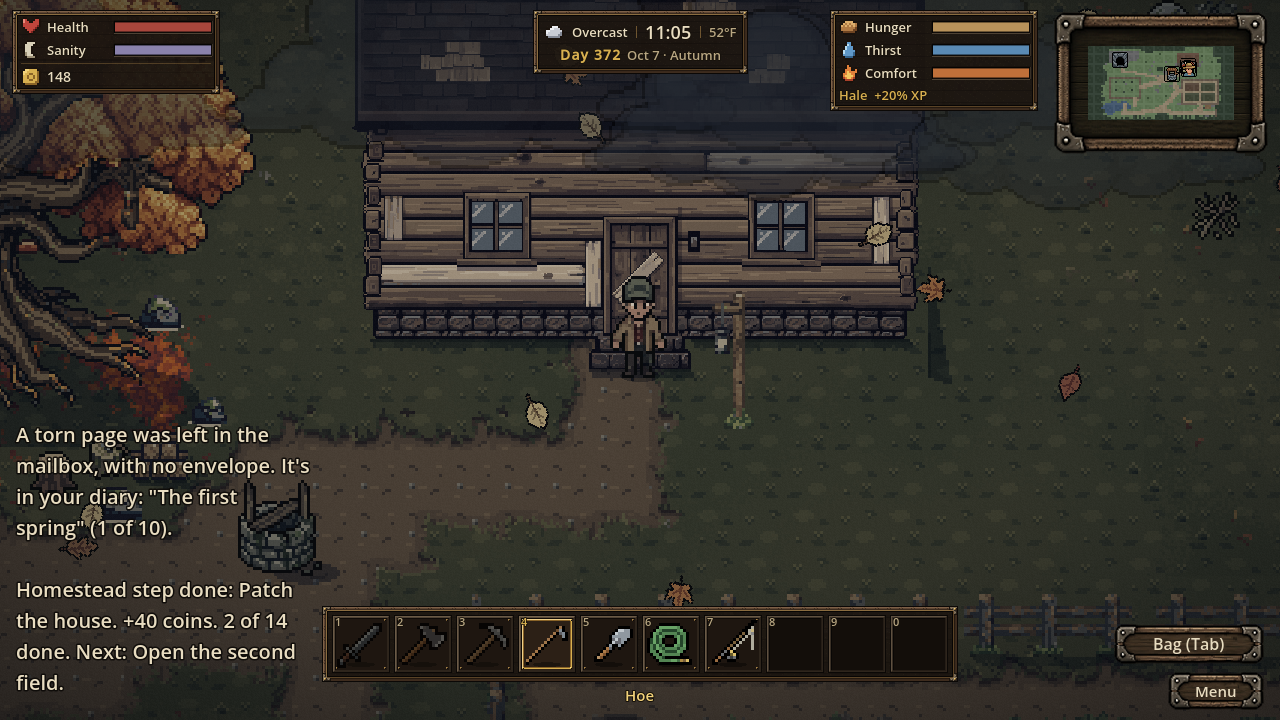 Health
Sanity
148
Overcast 11:05 52°F
Day 372 Oct 7 · Autumn
Hunger
Thirst
Comfort
Hale +20% XP
A torn page was left in the
mailbox, with no envelope. It's
in your diary: "The first
spring" (1 of 10).
Homestead step done: Patch
the house. +40 coins. 2 of 14
done. Next: Open the second
field.
1 2 3 4 5 6 7 8 9 0
Hoe
Bag (Tab)
Menu